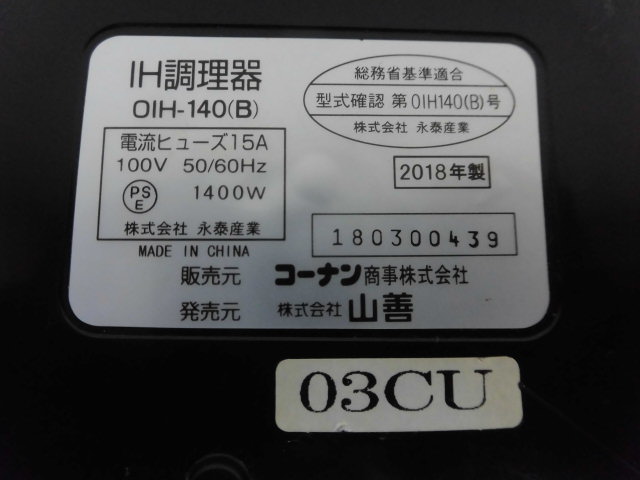 IH調理器
OIH-140(B)
電流ヒューズ15A
100V 50/60Hz
PS
E
1400W
株式会社 永泰産業
MADE IN CHINA
総務省基準適合
型式確認 第OIH140(B)号
株式会社 永泰産業
2018年製
180300439
販売元 コーナン商事株式会社
発売元 株式会社 山善
03CU